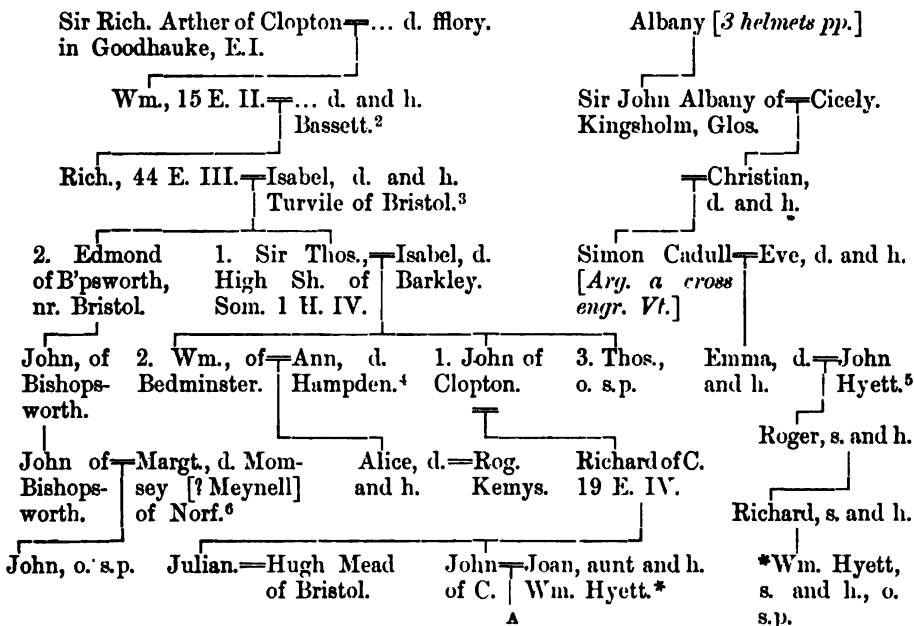 Sir Rich. Arther of Clopton ... d. fflory.
in Goodhauke, E.I.
Albany [3 helmets pp.]
Wm., 15 E. II. ... d. and h.
Bassett.²
Sir John Albany of Cicely.
Kingsholm, Glos.
Rich., 44 E. III. Isabel, d. and h.
Turvile of Bristol.³
Christian,
d. and h.
2. Edmond
of B'psworth,
nr. Bristol.
1. Sir Thos.,
High Sh. of
Som. 1 H. IV.
Isabel, d.
Barkley.
Simon Cadull
[Arg. a cross
engr. Vt.]
Eve, d. and h.
John, of
Bishops-
worth.
2. Wm., of
Bedminster.
Ann, d.
Hampden.⁴
1. John of
Clopton.
3. Thos.,
o. s.p.
Emma, d.
and h.
John
Hyett.⁵
Roger, s. and h.
John of
Bishops-
worth.
Margt., d. Mom-
sey [? Meynell]
of Norf.⁶
Alice, d.
and h.
Rog.
Kemys.
Richard of C.
19 E. IV.
Richard, s. and h.
John, o. s.p.
Julian.
Hugh Mead
of Bristol.
John
of C.
Joan, aunt and h.
Wm. Hyett.*
*Wm. Hyett,
s. and h., o.
s.p.
A